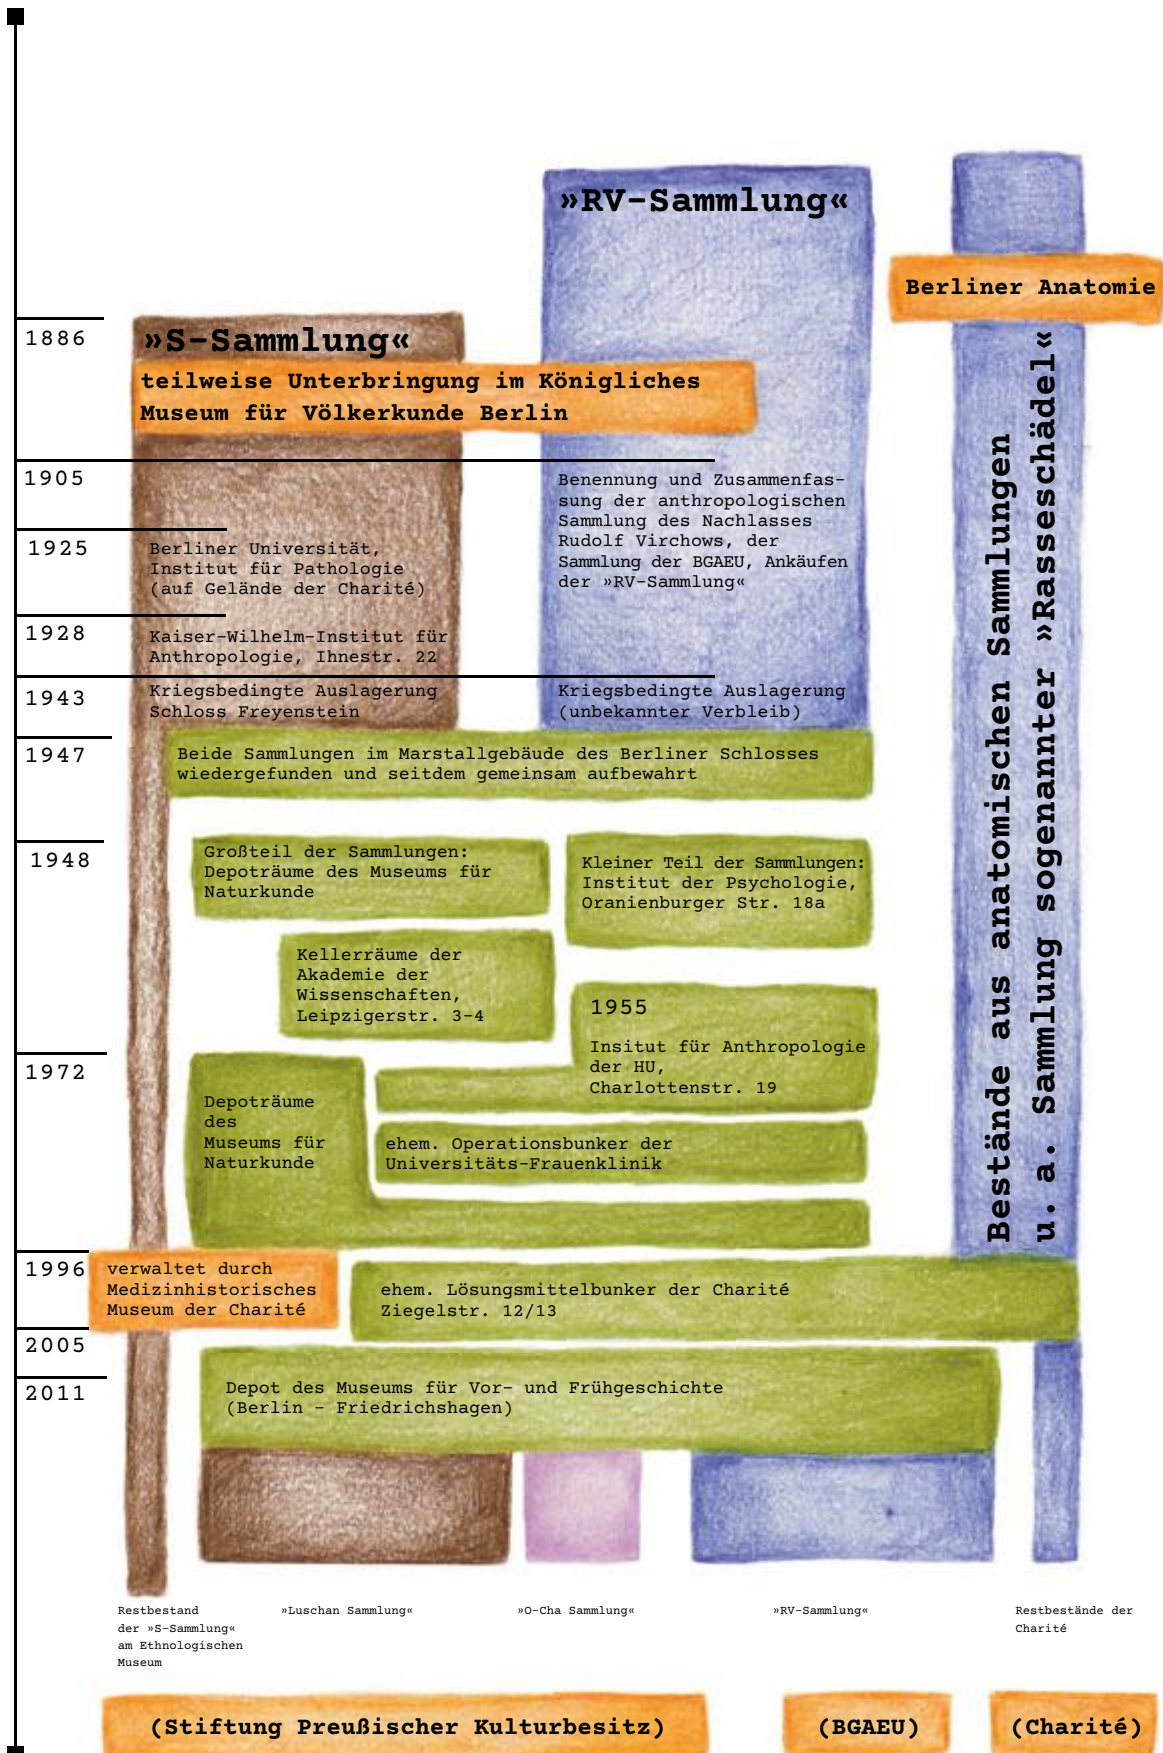 »RV-Sammlung«
Berliner Anatomie
1886
»S-Sammlung«
teilweise Unterbringung im Königliches
Museum für Völkerkunde Berlin
1905
Benennung und Zusammenfas-
sung der anthropologischen
Sammlung des Nachlasses
Rudolf Virchows, der
Sammlung der BGAEU, Ankäufen
der »RV-Sammlung«
1925
Berliner Universität,
Institut für Pathologie
(auf Gelände der Charité)
1928
Kaiser-Wilhelm-Institut für
Anthropologie, Ihnestr. 22
1943
Kriegsbedingte Auslagerung
Schloss Freyenstein
Kriegsbedingte Auslagerung
(unbekannter Verbleib)
1947
Beide Sammlungen im Marstallgebäude des Berliner Schlosses
wiedergefunden und seitdem gemeinsam aufbewahrt
Bestände aus anatomischen Sammlungen
u. a. Sammlung sogenannter »Rasseschädel«
1948
Großteil der Sammlungen:
Depoträume des Museums für
Naturkunde
Kleiner Teil der Sammlungen:
Institut der Psychologie,
Oranienburger Str. 18a
Kellerräume der
Akademie der
Wissenschaften,
Leipzigerstr. 3-4
1955
Insitut für Anthropologie
der HU,
Charlottenstr. 19
1972
Depoträume
des
Museums für
Naturkunde
ehem. Operationsbunker der
Universitäts-Frauenklinik
1996
verwaltet durch
Medizinhistorisches
Museum der Charité
ehem. Lösungsmittelbunker der Charité
Ziegelstr. 12/13
2005
2011
Depot des Museums für Vor- und Frühgeschichte
(Berlin - Friedrichshagen)
Restbestand
der »S-Sammlung«
am Ethnologischen
Museum
»Luschan Sammlung«
»O-Cha Sammlung«
»RV-Sammlung«
Restbestände der
Charité
(Stiftung Preußischer Kulturbesitz)
(BGAEU)
(Charité)